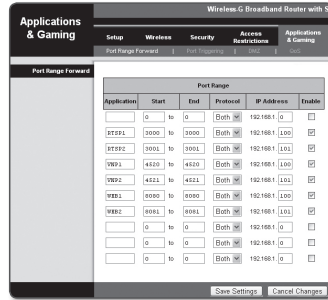 Wireless-G Broadband Router with S
Applications & Gaming
Setup Wireless Security Access Restrictions Applications & Gaming
Port Range Forward | Port Triggering | DMZ | QoS
Port Range Forward
Port Range
Application Start End Protocol IP Address Enable
0 to 0 Both 192.168.1. 0
RTSP1 3000 to 3000 Both 192.168.1. 100
RTSP2 3001 to 3001 Both 192.168.1. 101
VNP1 4520 to 4520 Both 192.168.1. 100
VNP2 4521 to 4521 Both 192.168.1. 101
WEB1 8080 to 8080 Both 192.168.1. 100
WEB2 8081 to 8081 Both 192.168.1. 101
0 to 0 Both 192.168.1. 0
0 to 0 Both 192.168.1. 0
0 to 0 Both 192.168.1. 0
Save Settings Cancel Changes